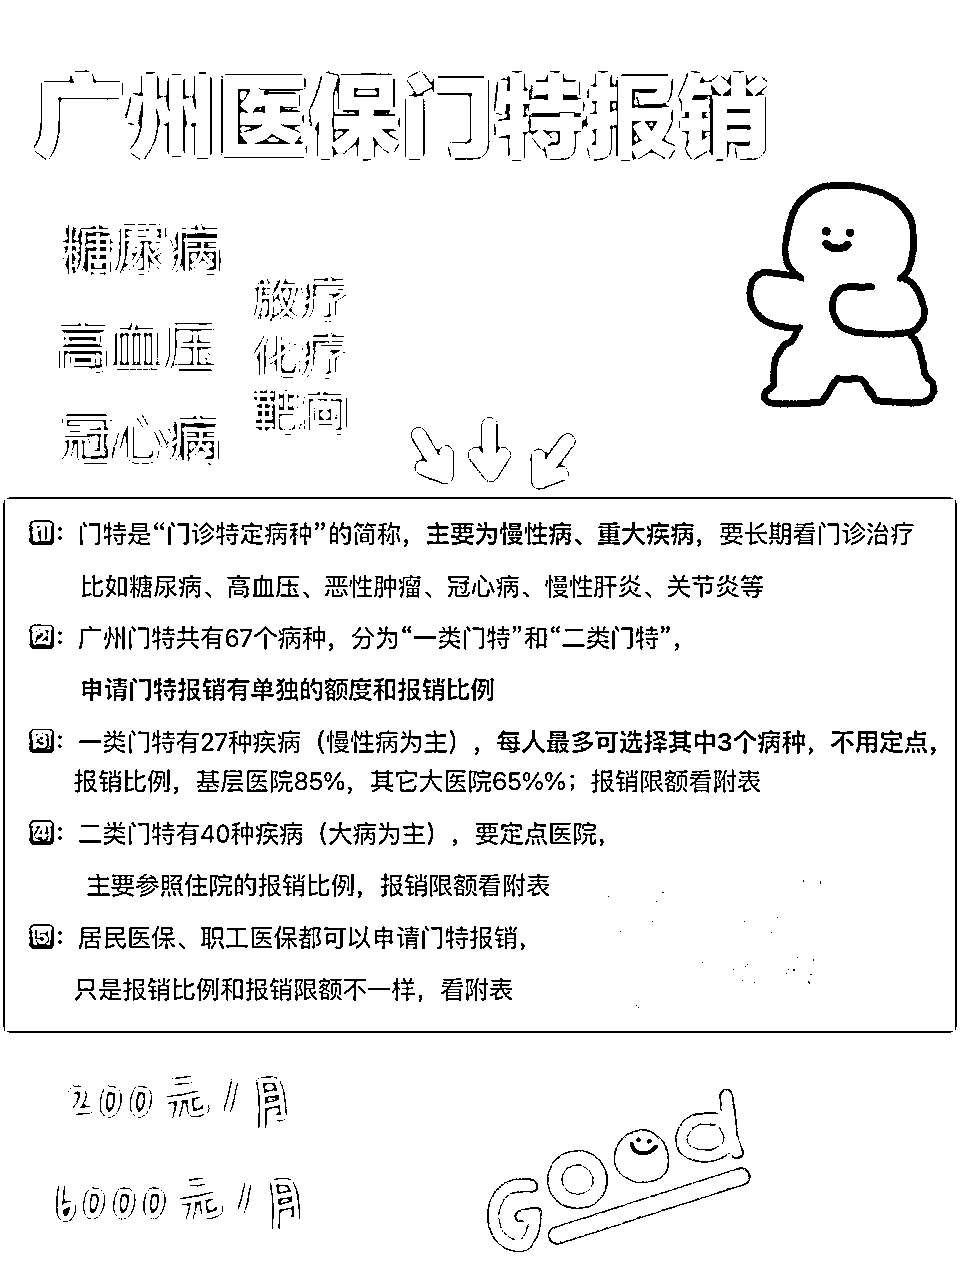 广州医保门特报销
糖尿病
放疗
高血压
化疗
靶向
冠心病
1：门特是“门诊特定病种”的简称，主要为慢性病、重大疾病，要长期看门诊治疗
比如糖尿病、高血压、恶性肿瘤、冠心病、慢性肝炎、关节炎等
2：广州门特共有67个病种，分为“一类门特”和“二类门特”，
申请门特报销有单独的额度和报销比例
3：一类门特有27种疾病（慢性病为主），每人最多可选择其中3个病种，不用定点，
报销比例，基层医院85%，其它大医院65%%；报销限额看附表
4：二类门特有40种疾病（大病为主），要定点医院，
主要参照住院的报销比例，报销限额看附表
5：居民医保、职工医保都可以申请门特报销，
只是报销比例和报销限额不一样，看附表
200元/月
6000元/月
Good